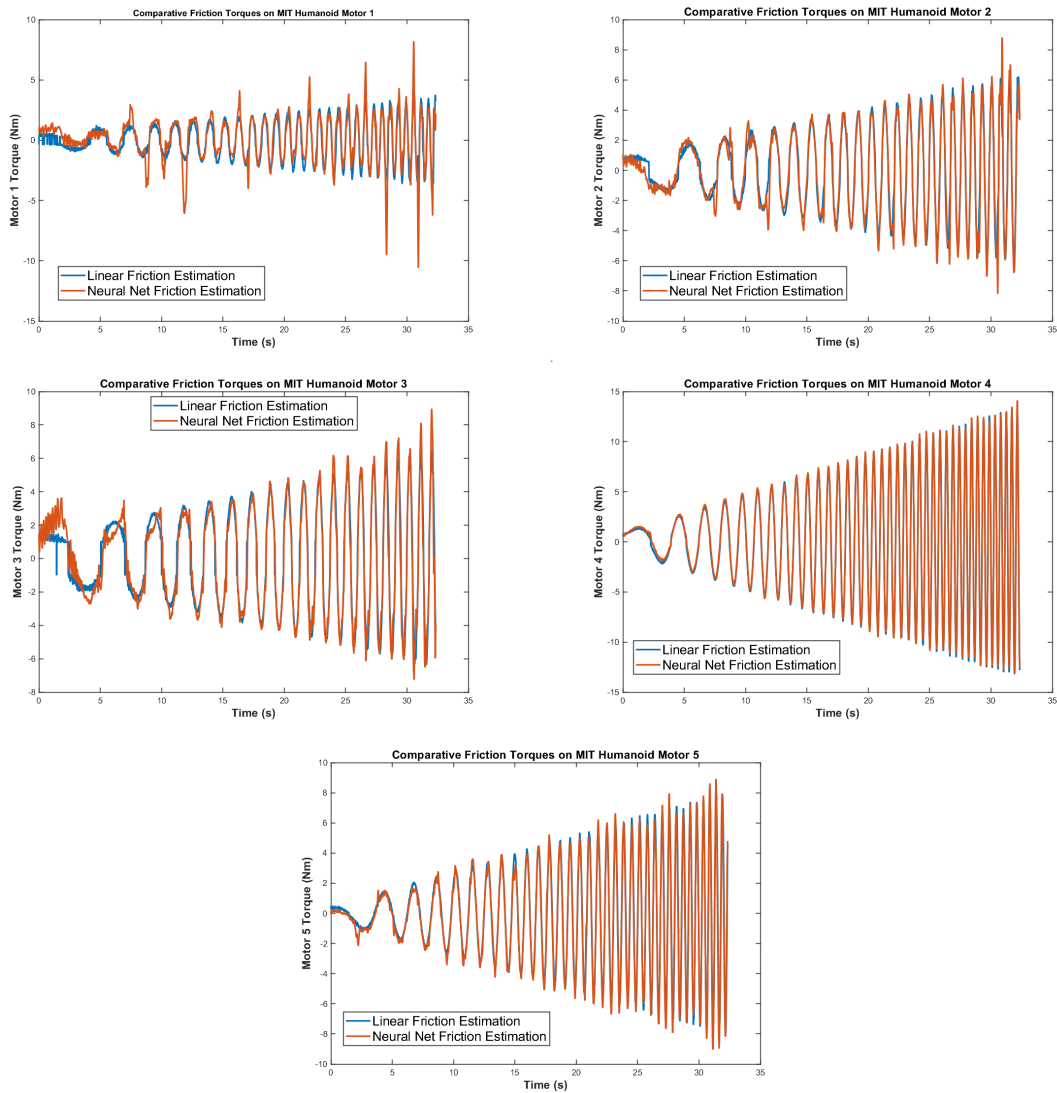 Comparative Friction Torques on MIT Humanoid Motor 1
10
5
0
-5
-10
-15
Motor 1 Torque (Nm)
Linear Friction Estimation
Neural Net Friction Estimation
0 5 10 15 20 25 30 35
Time (s)
Comparative Friction Torques on MIT Humanoid Motor 2
10
8
6
4
2
0
-2
-4
-6
-8
-10
Motor 2 Torque (Nm)
Linear Friction Estimation
Neural Net Friction Estimation
0 5 10 15 20 25 30 35
Time (s)
Comparative Friction Torques on MIT Humanoid Motor 3
10
8
6
4
2
0
-2
-4
-6
-8
Motor 3 Torque (Nm)
Linear Friction Estimation
Neural Net Friction Estimation
0 5 10 15 20 25 30 35
Time (s)
Comparative Friction Torques on MIT Humanoid Motor 4
15
10
5
0
-5
-10
-15
Motor 4 Torque (Nm)
Linear Friction Estimation
Neural Net Friction Estimation
0 5 10 15 20 25 30 35
Time (s)
Comparative Friction Torques on MIT Humanoid Motor 5
10
8
6
4
2
0
-2
-4
-6
-8
-10
Motor 5 Torque (Nm)
Linear Friction Estimation
Neural Net Friction Estimation
0 5 10 15 20 25 30 35
Time (s)